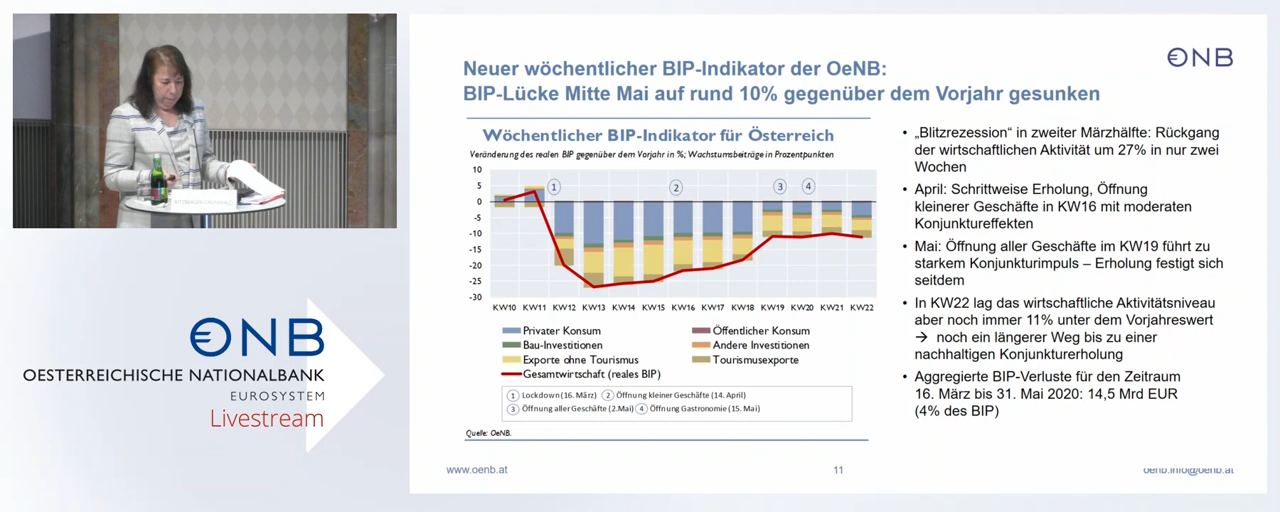 €NB
Neuer wöchentlicher BIP-Indikator der OeNB:
BIP-Lücke Mitte Mai auf rund 10% gegenüber dem Vorjahr gesunken
Wöchentlicher BIP-Indikator für Österreich
Veränderung des realen BIP gegenüber dem Vorjahr in %; Wachstumsbeiträge in Prozentpunkten
10
5
0
-5
-10
-15
-20
-25
-30
1 2 3 4
KW10 KW11 KW12 KW13 KW14 KW15 KW16 KW17 KW18 KW19 KW20 KW21 KW22
Privater Konsum Öffentlicher Konsum
Bau-Investitionen Andere Investitionen
Exporte ohne Tourismus Tourismusexporte
Gesamtwirtschaft (reales BIP)
1 Lockdown (16. März) 2 Öffnung kleiner Geschäfte (14. April)
3 Öffnung aller Geschäfte (2.Mai) 4 Öffnung Gastronomie (15. Mai)
Quelle: OeNB.
• „Blitzrezession“ in zweiter Märzhälfte: Rückgang
der wirtschaftlichen Aktivität um 27% in nur zwei
Wochen
• April: Schrittweise Erholung, Öffnung
kleinerer Geschäfte in KW16 mit moderaten
Konjunktureffekten
• Mai: Öffnung aller Geschäfte im KW19 führt zu
starkem Konjunkturimpuls – Erholung festigt sich
seitdem
• In KW22 lag das wirtschaftliche Aktivitätsniveau
aber noch immer 11% unter dem Vorjahreswert
→ noch ein längerer Weg bis zu einer
nachhaltigen Konjunkturerholung
• Aggregierte BIP-Verluste für den Zeitraum
16. März bis 31. Mai 2020: 14,5 Mrd EUR
(4% des BIP)
www.oenb.at 11 oenb.info@oenb.at
€NB
OESTERREICHISCHE NATIONALBANK
EUROSYSTEM
Livestream